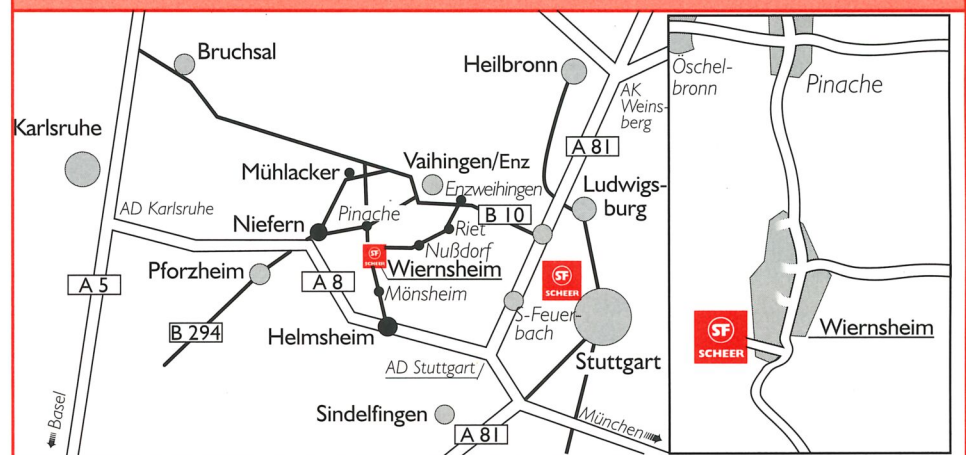 Bruchsal
Heilbronn
AK
Weins-
berg
Karlsruhe
A 81
Mühlacker
Vaihingen/Enz
Enzweihingen
Ludwigs-
burg
AD Karlsruhe
Pinache
B 10
Niefern
Riet
Nußdorf
SF
SCHEER
Wiernsheim
Pforzheim
A 5
A 8
Mönsheim
SF
SCHEER
S-Feuer-
bach
B 294
Helmsheim
AD Stuttgart
Stuttgart
Basel
Sindelfingen
A 81
München
Öschel-
bronn
Pinache
SF
SCHEER
Wiernsheim